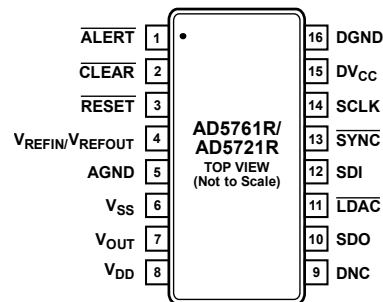 ALERT 1
CLEAR 2
RESET 3
VREFIN/VREFOUT 4
AGND 5
VSS 6
VOUT 7
VDD 8
AD5761R/
AD5721R
TOP VIEW
(Not to Scale)
16 DGND
15 DVCC
14 SCLK
13 SYNC
12 SDI
11 LDAC
10 SDO
9 DNC